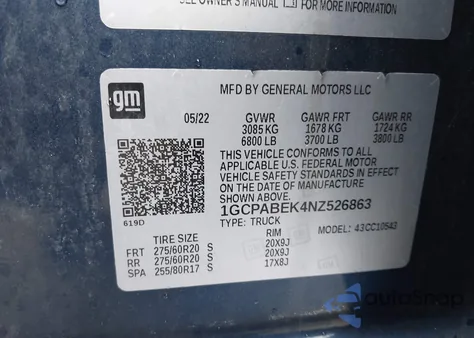 SEE OWNER'S MANUAL FOR MORE INFORMATION
gm
MFD BY GENERAL MOTORS LLC
05/22 GVWR GAWR FRT GAWR RR
3085 KG 1678 KG 1724 KG
6800 LB 3700 LB 3800 LB
THIS VEHICLE CONFORMS TO ALL
APPLICABLE U.S. FEDERAL MOTOR
VEHICLE SAFETY STANDARDS IN EFFECT
ON THE DATE OF MANUFACTURE SHOWN ABOVE.
1GCPABEK4NZ526863
TYPE: TRUCK MODEL: 43CC10543
619D
TIRE SIZE RIM
FRT 275/60R20 S 20X9J
RR 275/60R20 S 20X9J
SPA 255/80R17 S 17X8J
AutoSnap